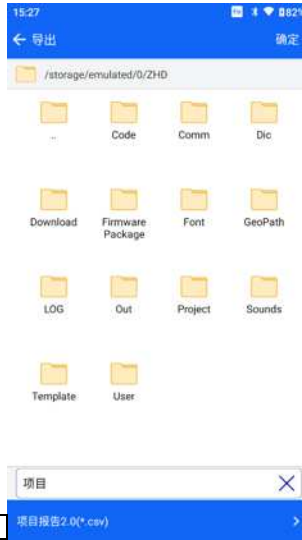 15:27
82%
← 导出 确定
/storage/emulated/0/ZHD
.. Code Comm Dic
Download Firmware Package Font GeoPath
LOG Out Project Sounds
Template User
项目
项目报告2.0(*.csv)